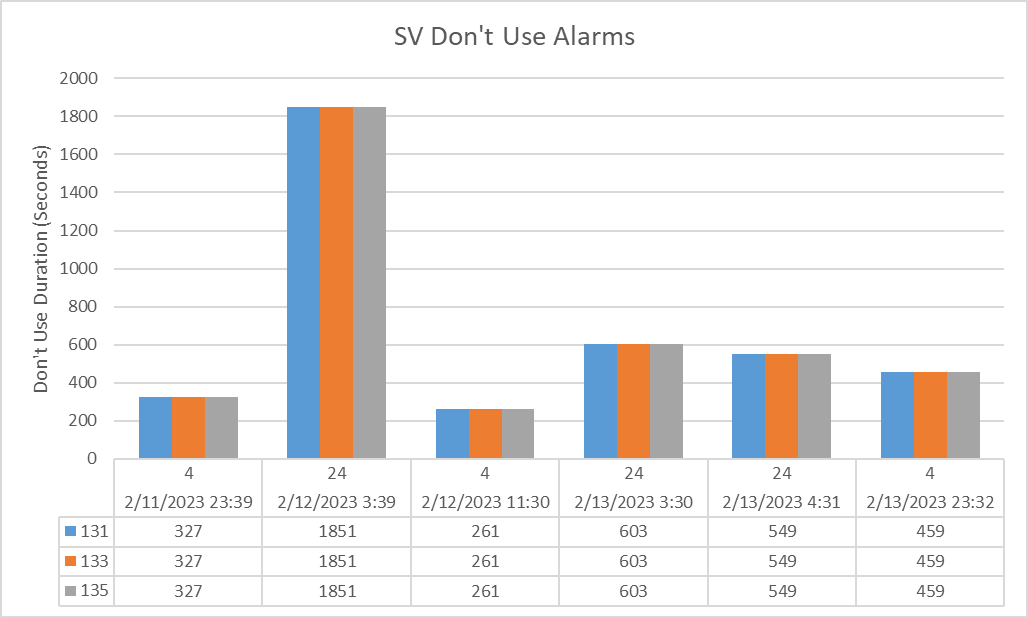 SV Don't Use Alarms
Don't Use Duration (Seconds)
2000
1800
1600
1400
1200
1000
800
600
400
200
0
4 24 4 24 24 4
2/11/2023 23:39 2/12/2023 3:39 2/12/2023 11:30 2/13/2023 3:30 2/13/2023 4:31 2/13/2023 23:32
131 327 1851 261 603 549 459
133 327 1851 261 603 549 459
135 327 1851 261 603 549 459